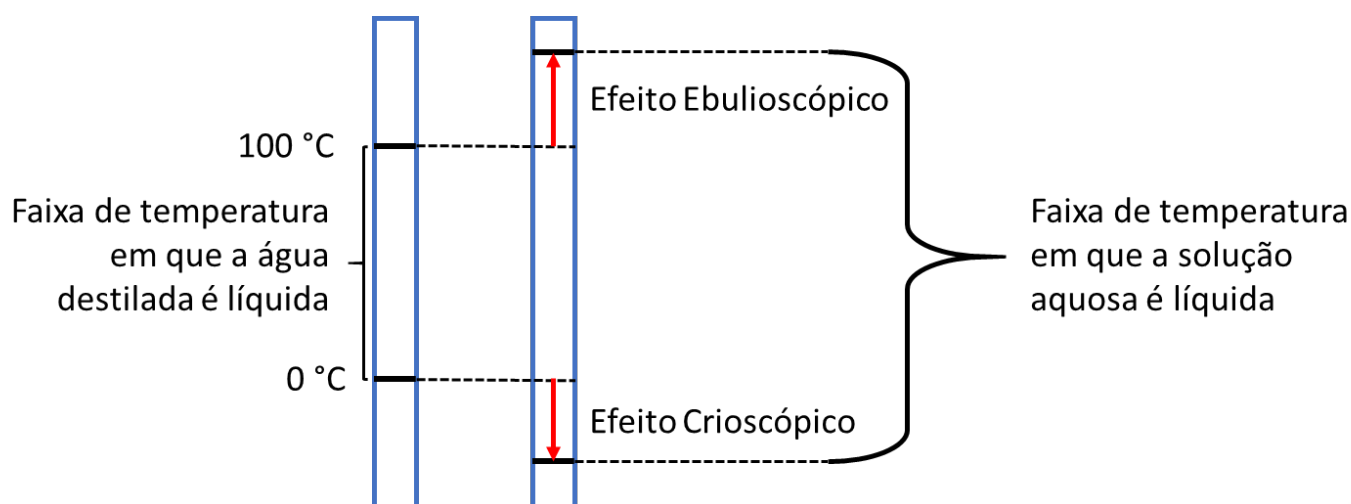 Efeito Ebulioscópico
100 °C
Faixa de temperatura
em que a água
destilada é líquida
Faixa de temperatura
em que a solução
aquosa é líquida
0 °C
Efeito Crioscópico